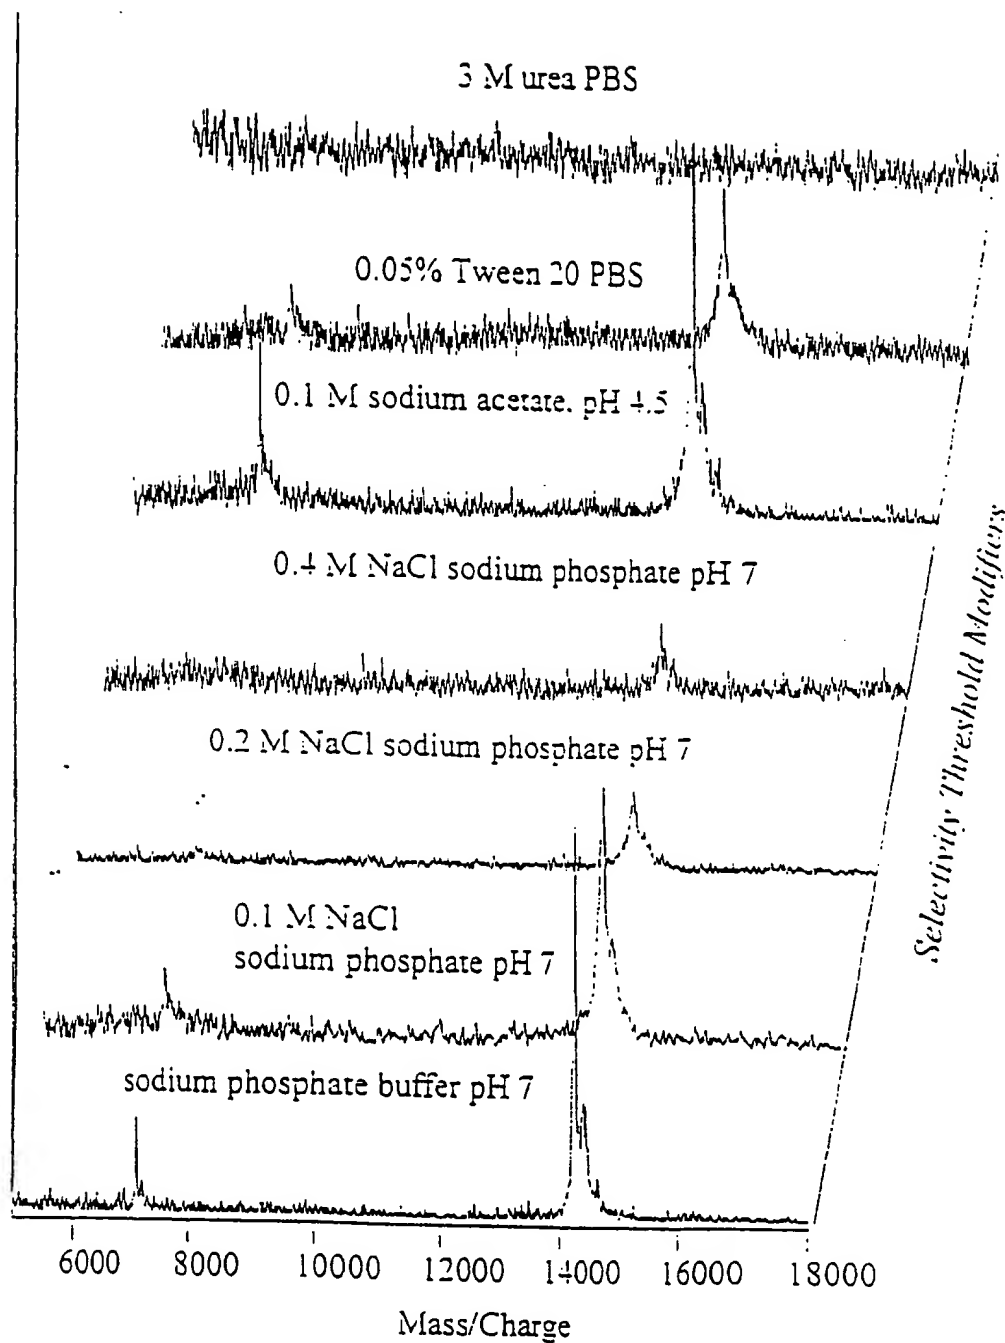 3 M urea PBS
0.05% Tween 20 PBS
0.1 M sodium acetate. pH 4.5
0.4 M NaCl sodium phosphate pH 7
0.2 M NaCl sodium phosphate pH 7
0.1 M NaCl
sodium phosphate pH 7
sodium phosphate buffer pH 7
Selectivity Threshold Modifiers
6000 8000 10000 12000 14000 16000 18000
Mass/Charge